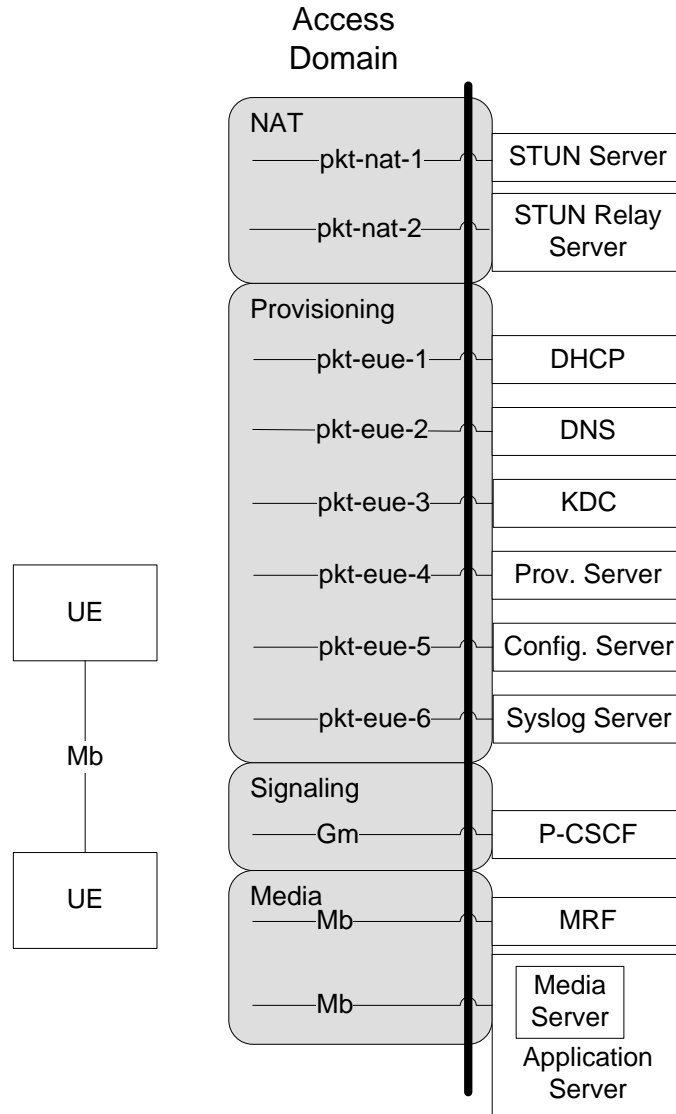 Access
Domain
NAT
pkt-nat-1
STUN Server
pkt-nat-2
STUN Relay
Server
Provisioning
pkt-eue-1
DHCP
pkt-eue-2
DNS
pkt-eue-3
KDC
pkt-eue-4
Prov. Server
UE
pkt-eue-5
Config. Server
pkt-eue-6
Syslog Server
Mb
Signaling
Gm
P-CSCF
UE
Media
Mb
MRF
Mb
Media
Server
Application
Server